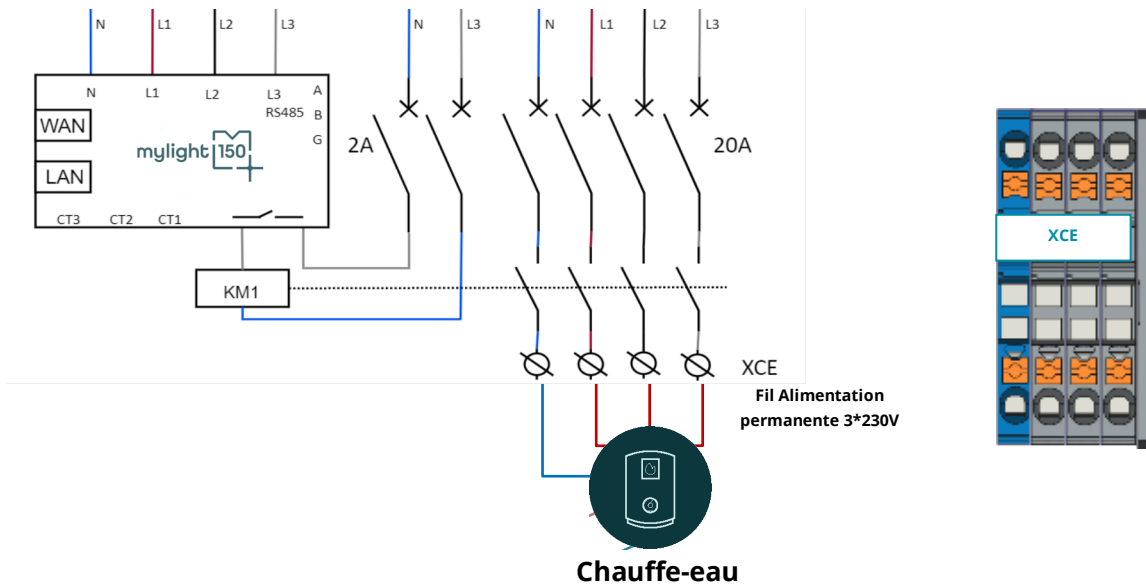 N L1 L2 L3 N L3 N L1 L2 L3
N L1 L2 L3 A
RS485 B
WAN
mylight 150
2A
20A
G
LAN
CT3 CT2 CT1
XCE
KM1
XCE
Fil Alimentation
permanente 3*230V
Chauffe-eau